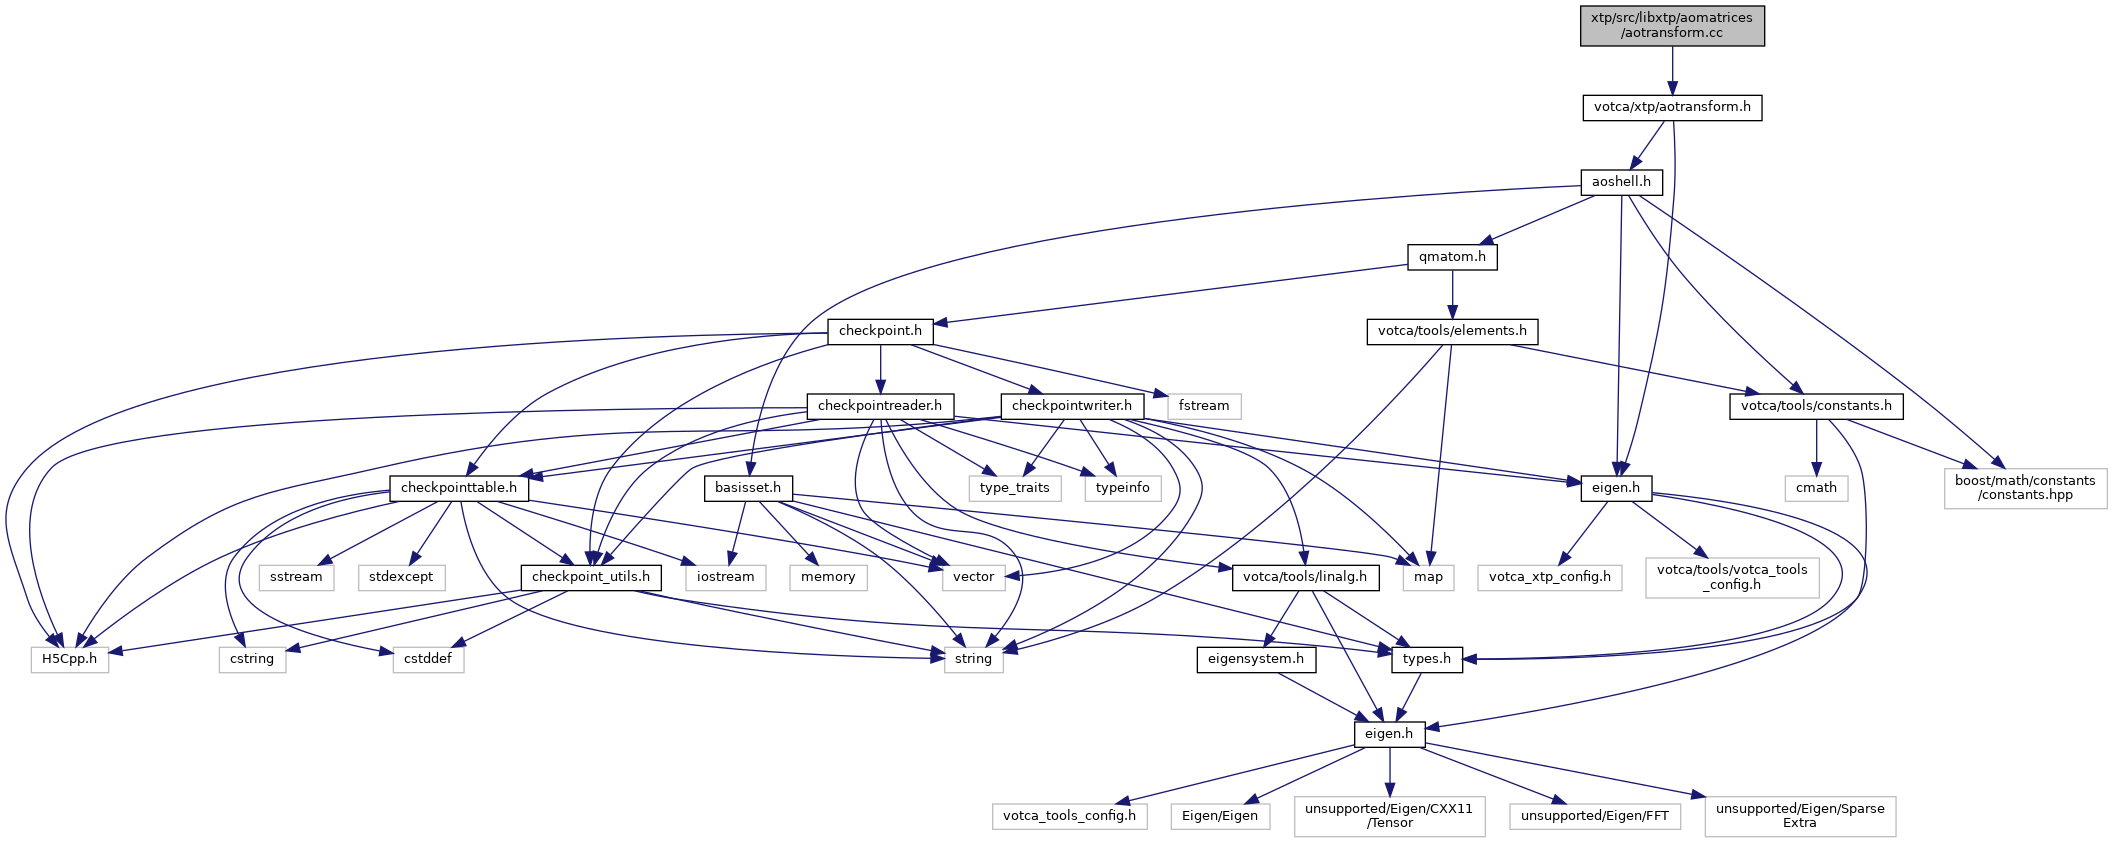 xtp/src/libxtp/aomatrices
/aotransform.cc
votca/xtp/aotransform.h
aoshell.h
qmatom.h
checkpoint.h
votca/tools/elements.h
checkpointreader.h
checkpointwriter.h
fstream
votca/tools/constants.h
checkpointtable.h
basisset.h
type_traits
typeinfo
eigen.h
cmath
boost/math/constants
/constants.hpp
sstream
stdexcept
checkpoint_utils.h
iostream
memory
vector
votca/tools/linalg.h
map
votca_xtp_config.h
votca/tools/votca_tools
_config.h
H5Cpp.h
cstring
cstddef
string
eigensystem.h
types.h
eigen.h
votca_tools_config.h
Eigen/Eigen
unsupported/Eigen/CXX11
/Tensor
unsupported/Eigen/FFT
unsupported/Eigen/Sparse
Extra